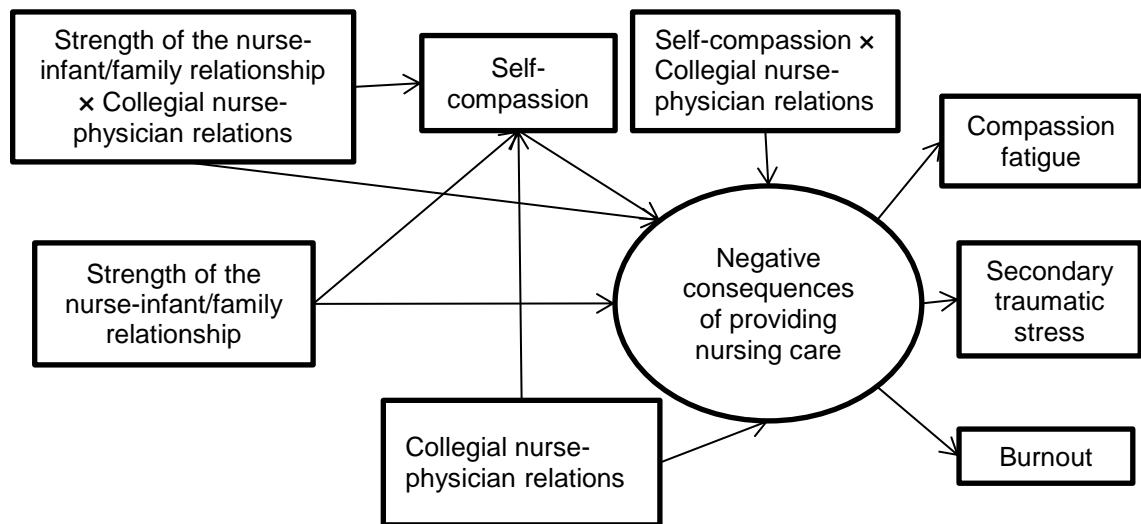 Strength of the nurse-
infant/family relationship
× Collegial nurse-
physician relations
Self-
compassion
Self-compassion ×
Collegial nurse-
physician relations
Compassion
fatigue
Strength of the
nurse-infant/family
relationship
Negative
consequences
of providing
nursing care
Secondary
traumatic
stress
Collegial nurse-
physician relations
Burnout